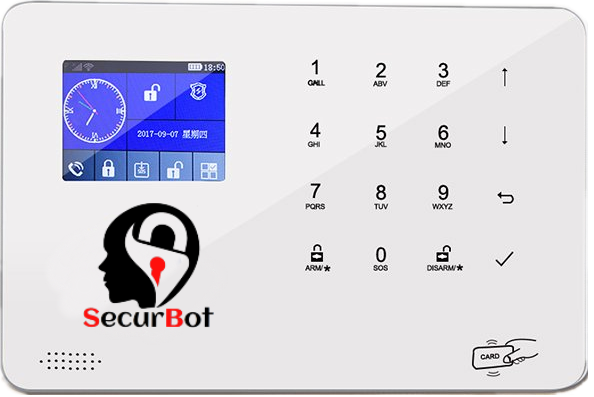 18:50
2017-09-07 星期四
SOS
1 2 3
CALL ABV DEF
4 5 6
GHI JKL MNO
7 8 9
PQRS TUV WXYZ
0
ARM/★ SOS DISARM/★
SecurBot
CARD